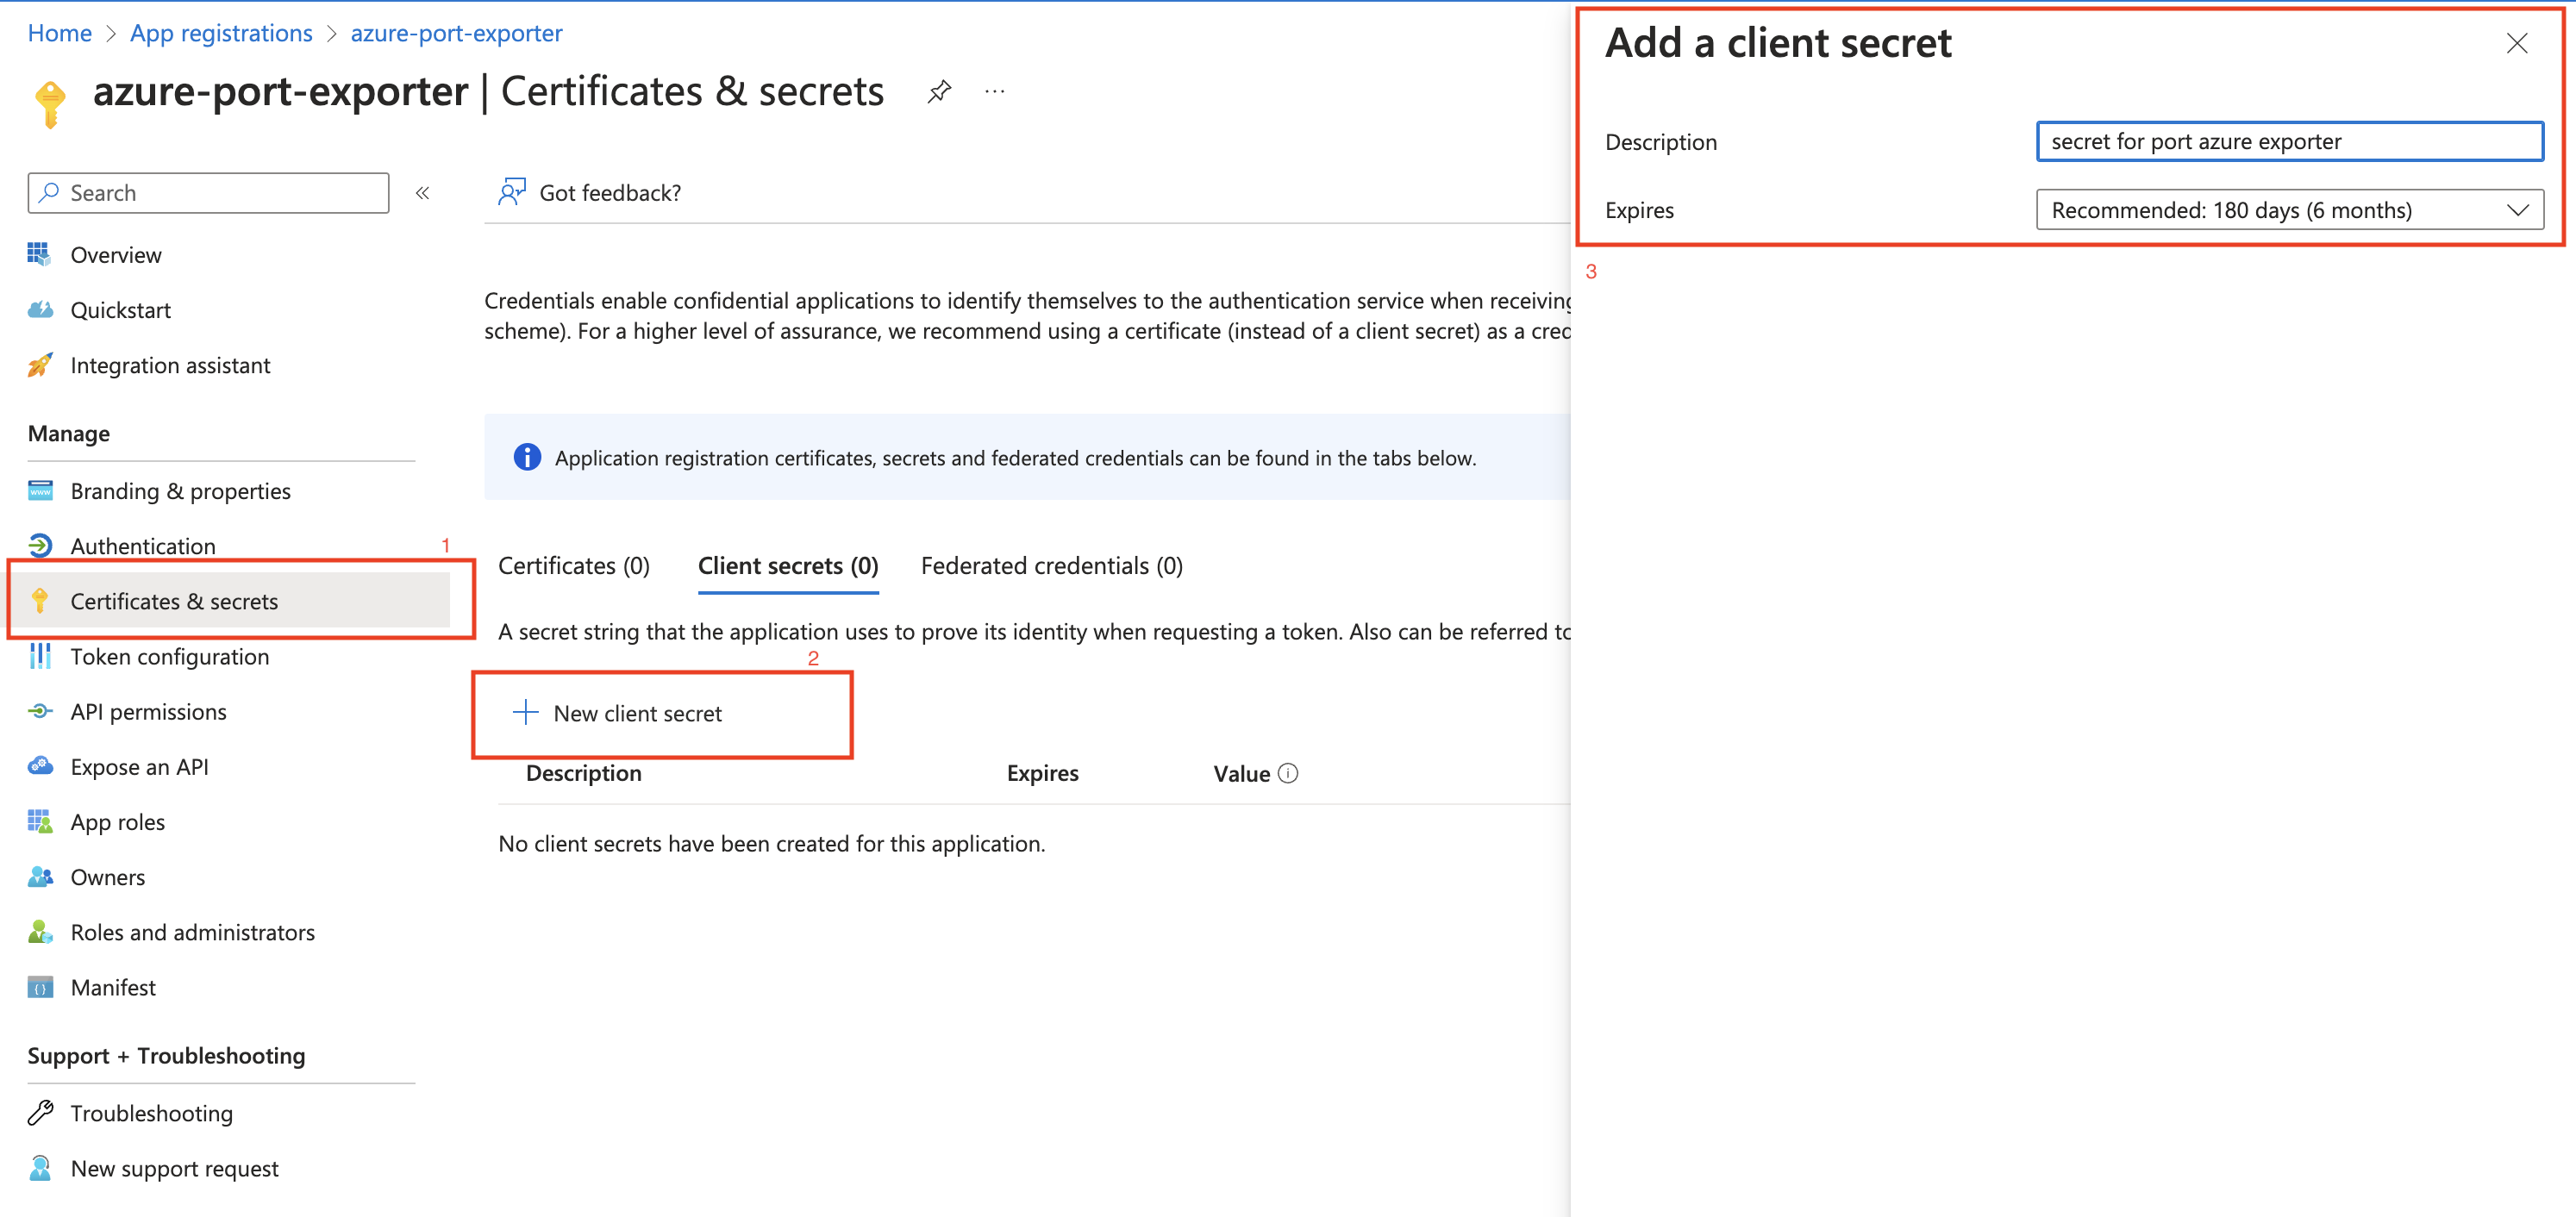 Home > App registrations > azure-port-exporter
azure-port-exporter | Certificates & secrets
Search
Overview
Quickstart
Integration assistant
Manage
Branding & properties
Authentication
1
Certificates & secrets
Token configuration
API permissions
Expose an API
App roles
Owners
Roles and administrators
Manifest
Support + Troubleshooting
Troubleshooting
New support request
Got feedback?
Credentials enable confidential applications to identify themselves to the authentication service when receiving
scheme). For a higher level of assurance, we recommend using a certificate (instead of a client secret) as a cred
Application registration certificates, secrets and federated credentials can be found in the tabs below.
Certificates (0) Client secrets (0) Federated credentials (0)
A secret string that the application uses to prove its identity when requesting a token. Also can be referred to
2
New client secret
Description Expires Value
No client secrets have been created for this application.
Add a client secret
Description secret for port azure exporter
Expires Recommended: 180 days (6 months)
3